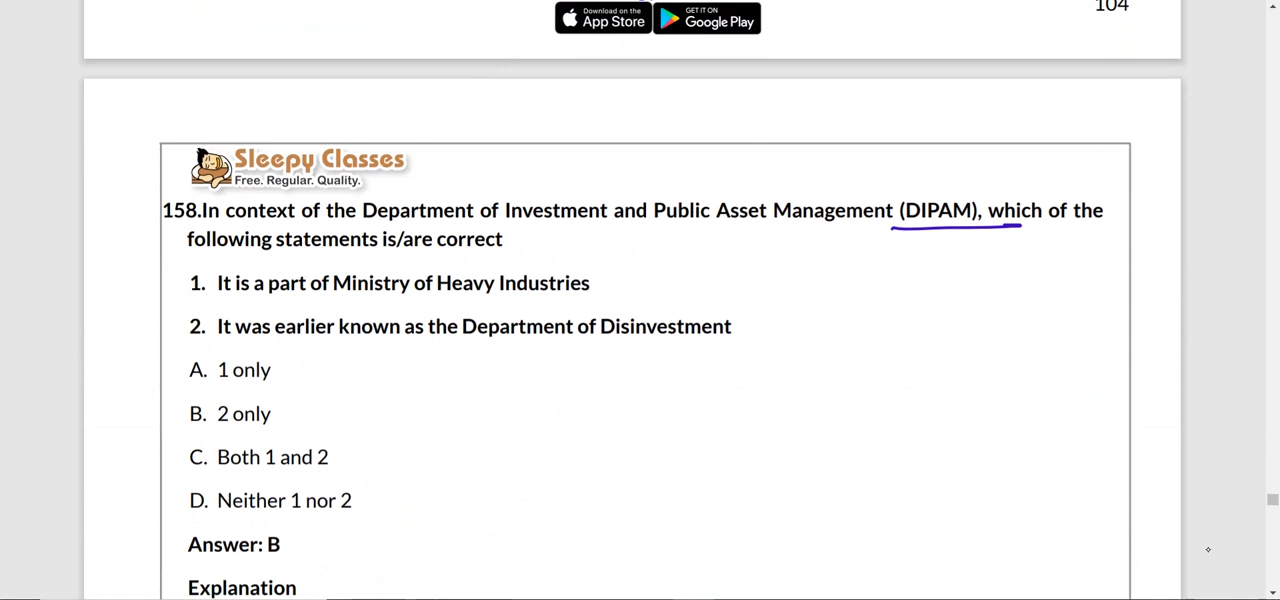 104
Download on the
App Store
GET IT ON
Google Play
Sleepy Classes
Free. Regular. Quality.
158.In context of the Department of Investment and Public Asset Management (DIPAM), which of the
following statements is/are correct
1. It is a part of Ministry of Heavy Industries
2. It was earlier known as the Department of Disinvestment
A. 1 only
B. 2 only
C. Both 1 and 2
D. Neither 1 nor 2
Answer: B
Explanation